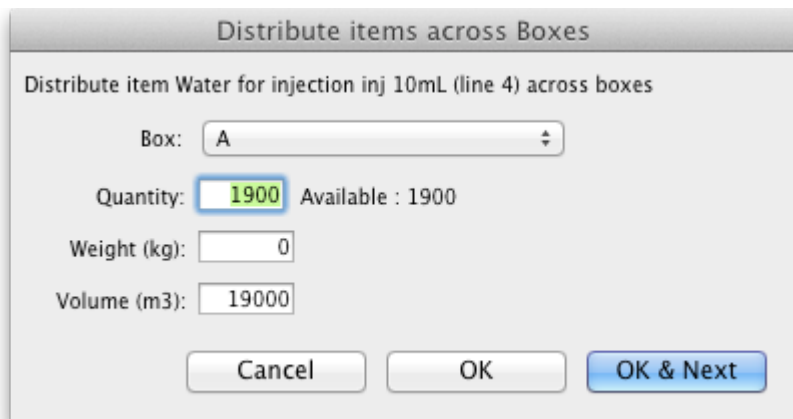 Distribute items across Boxes
Distribute item Water for injection inj 10mL (line 4) across boxes
Box: A
Quantity: 1900 Available : 1900
Weight (kg): 0
Volume (m3): 19000
Cancel OK OK & Next